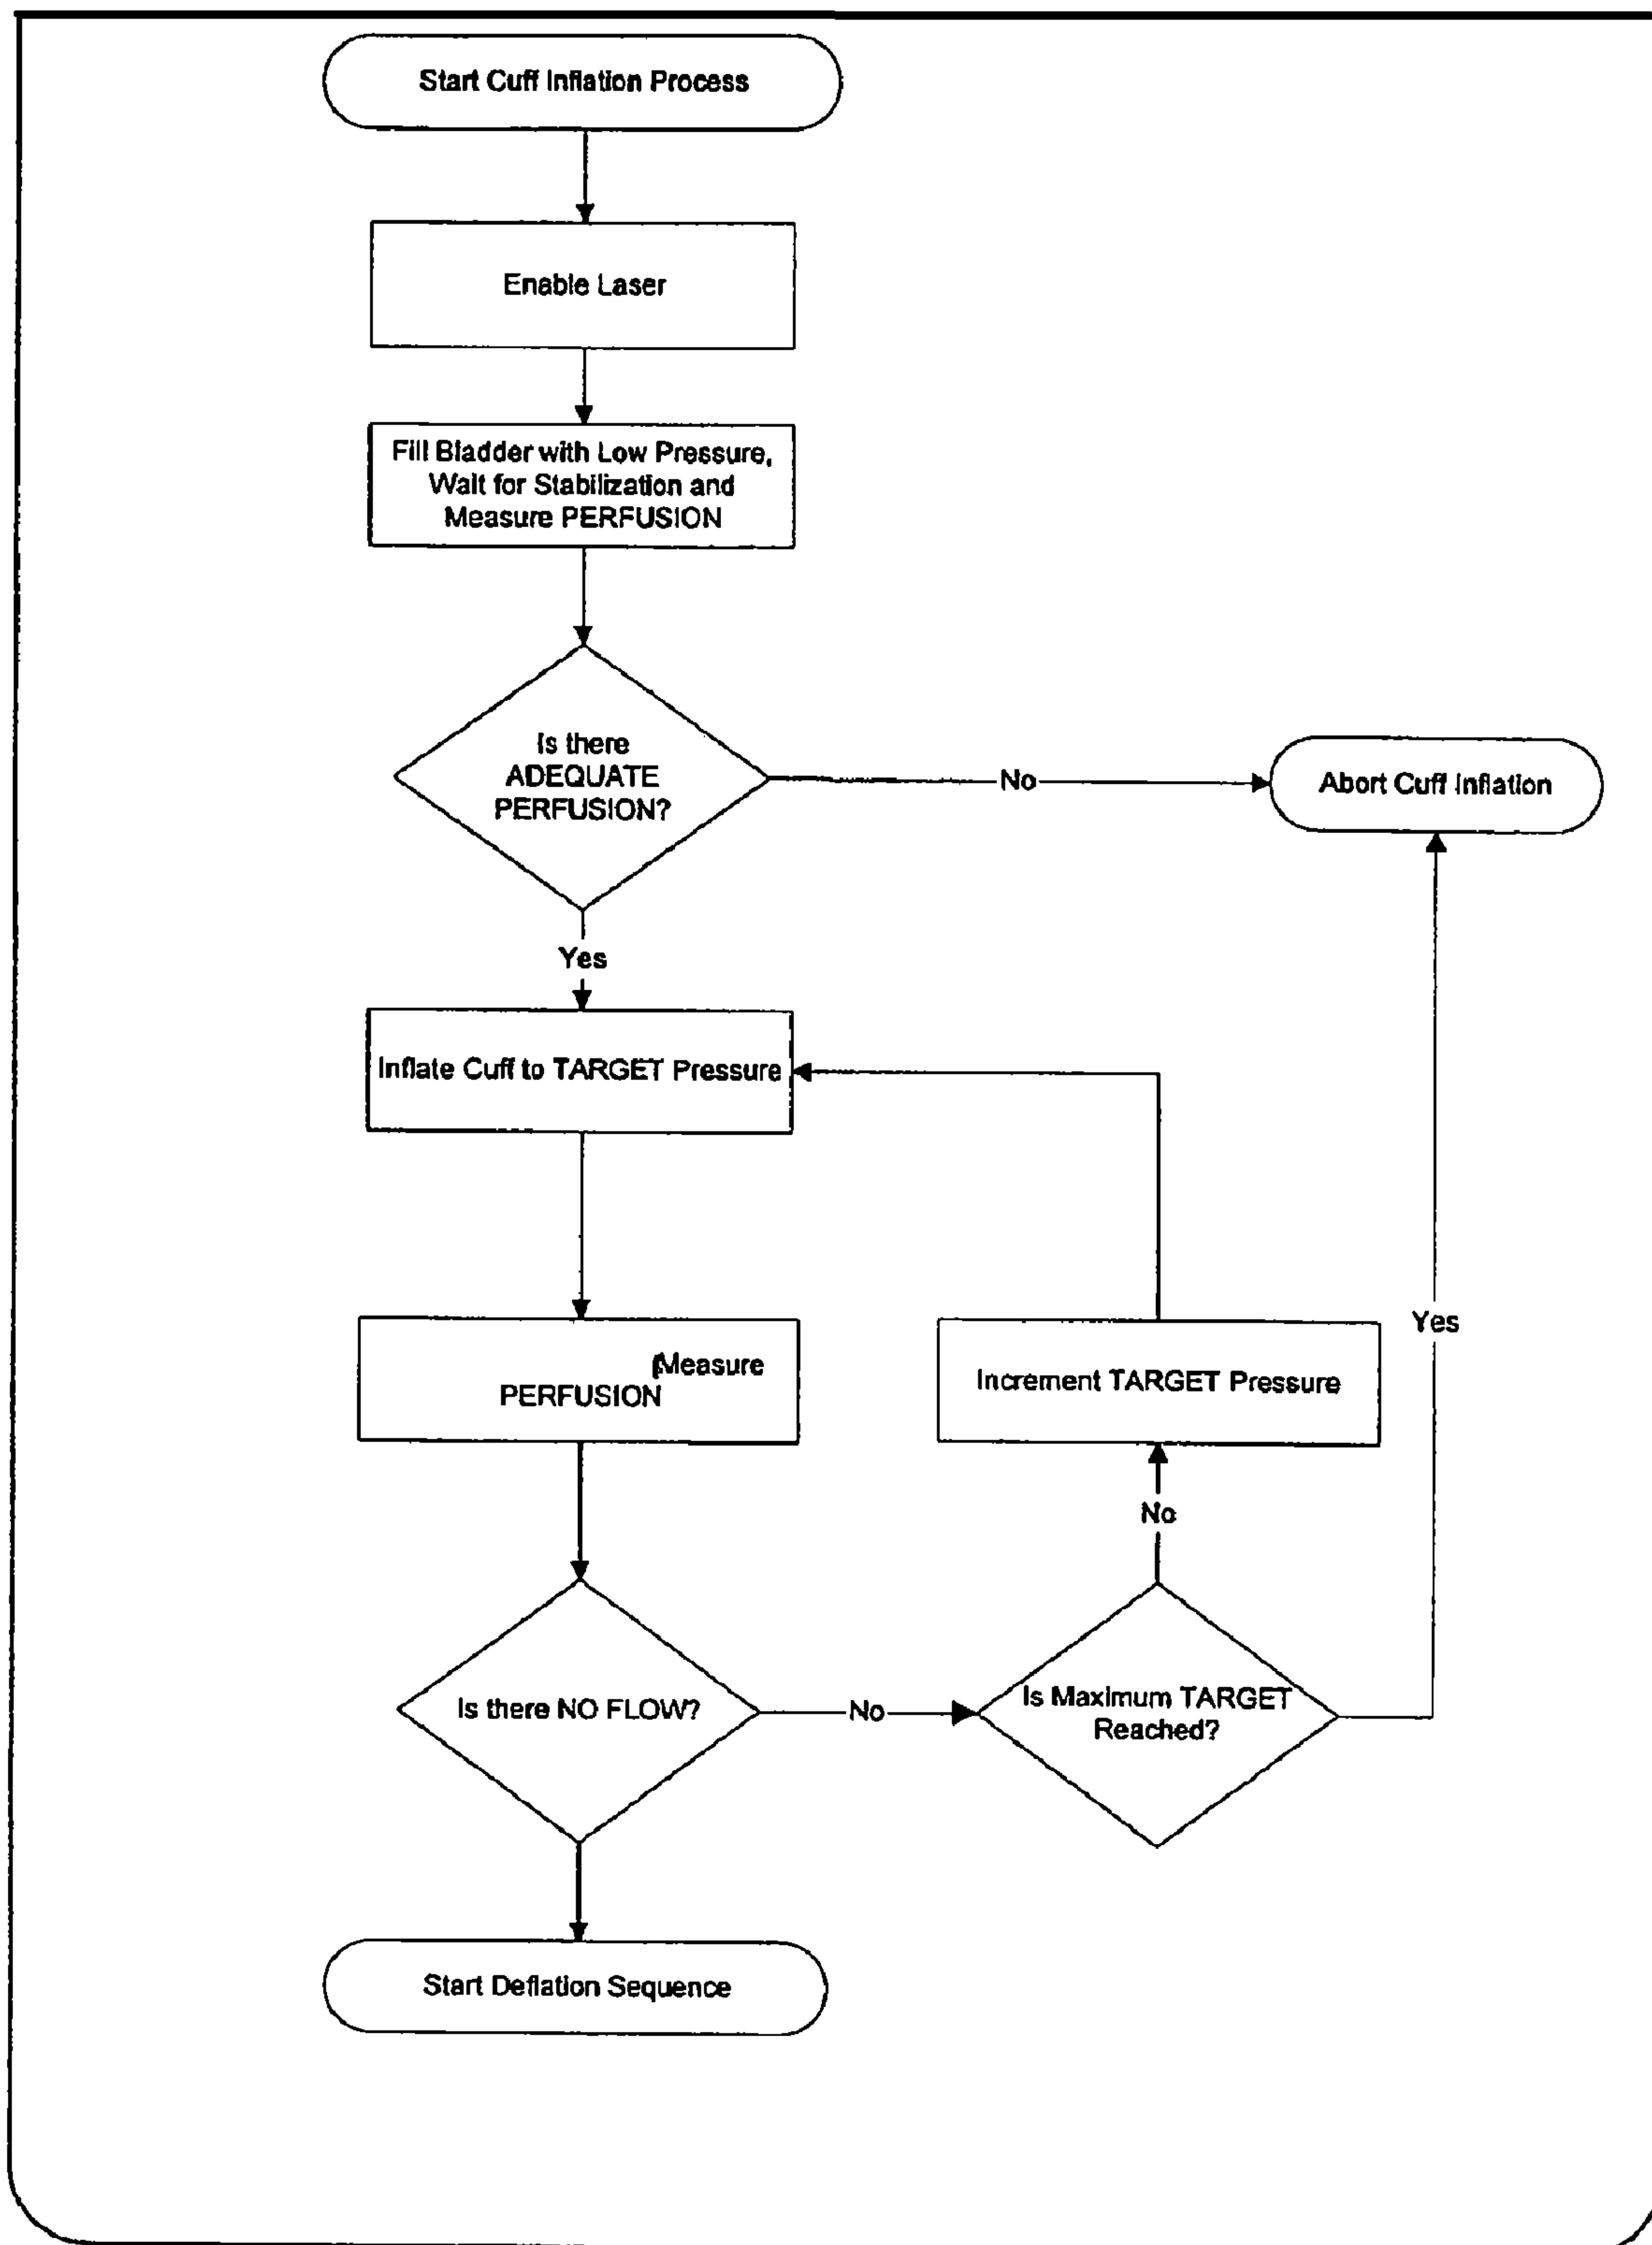 Start Cuff Inflation Process
Enable Laser
Fill Bladder with Low Pressure,
Wait for Stabilization and
Measure PERFUSION
Is there
ADEQUATE
PERFUSION?
No
Abort Cuff Inflation
Yes
Inflate Cuff to TARGET Pressure
Measure
PERFUSION
Increment TARGET Pressure
Yes
No
Is there NO FLOW?
No
Is Maximum TARGET
Reached?
Start Deflation Sequence